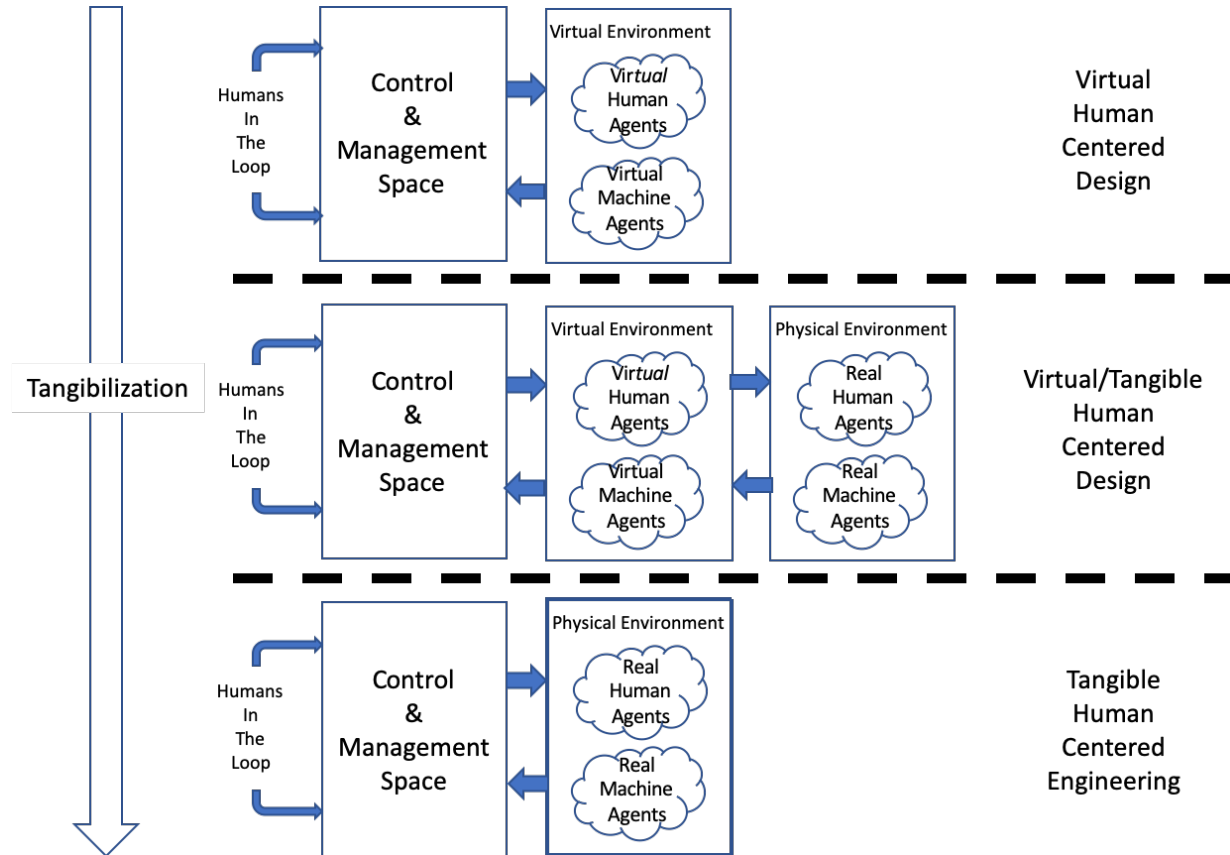 Virtual Environment
Virtual
Human
Agents
Virtual
Machine
Agents
Control
&
Management
Space
Humans
In
The
Loop
Virtual
Human
Centered
Design
Tangibilization
Humans
In
The
Loop
Control
&
Management
Space
Virtual Environment
Virtual
Human
Agents
Virtual
Machine
Agents
Physical Environment
Real
Human
Agents
Real
Machine
Agents
Virtual/Tangible
Human
Centered
Design
Humans
In
The
Loop
Control
&
Management
Space
Physical Environment
Real
Human
Agents
Real
Machine
Agents
Tangible
Human
Centered
Engineering